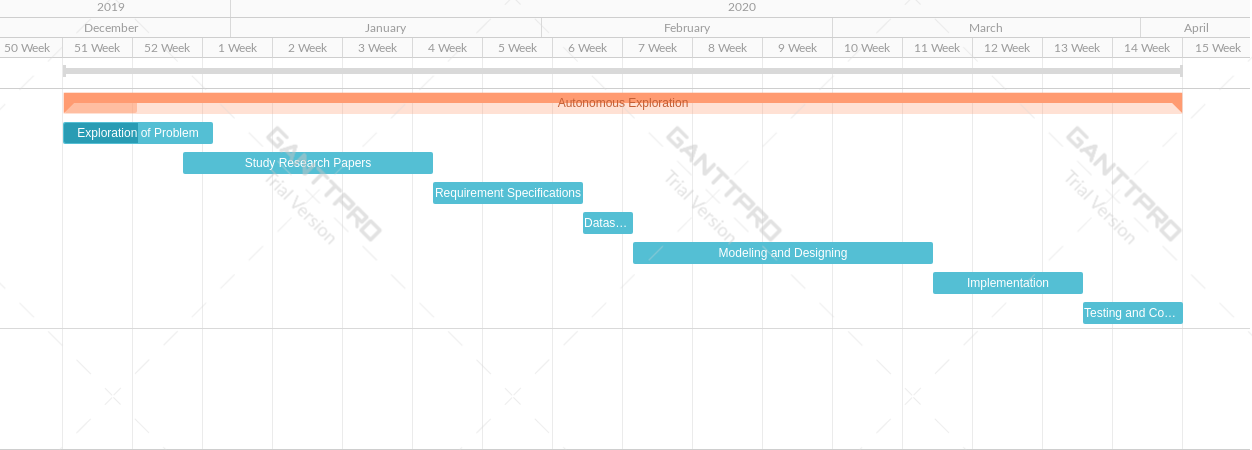 2019 2020
December January February March April
50 Week 51 Week 52 Week 1 Week 2 Week 3 Week 4 Week 5 Week 6 Week 7 Week 8 Week 9 Week 10 Week 11 Week 12 Week 13 Week 14 Week 15 Week
Autonomous Exploration
Exploration of Problem
Study Research Papers
Requirement Specifications
Datas...
Modeling and Designing
Implementation
Testing and Co...
GANTTPRO
Trial Version
GANTTPRO
Trial Version
GANTTPRO
Trial Version